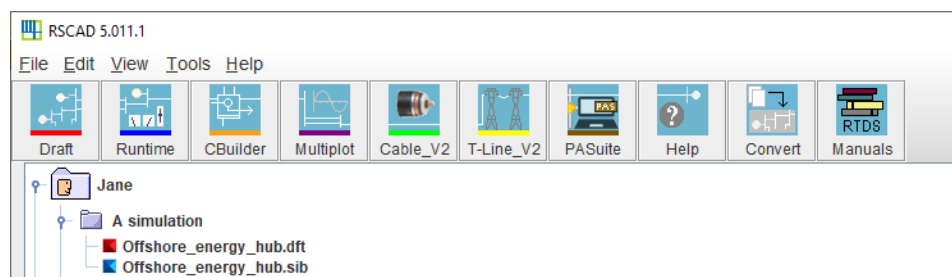 RSCAD 5.011.1
File Edit View Tools Help
PAS
RTDS
Draft Runtime CBuilder Multiplot Cable_V2 T-Line_V2 PASuite Help Convert Manuals
Jane
A simulation
Offshore_energy_hub.dft
Offshore_energy_hub.sib